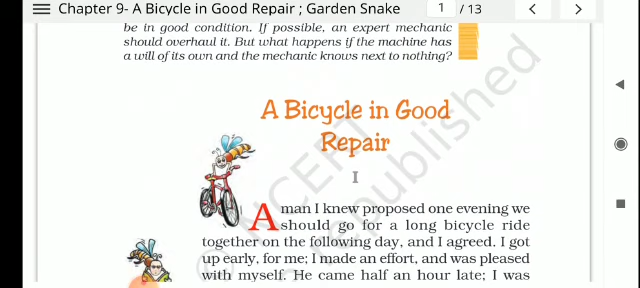 Chapter 9- A Bicycle in Good Repair ; Garden Snake 1 / 13
be in good condition. If possible, an expert mechanic
should overhaul it. But what happens if the machine has
a will of its own and the mechanic knows next to nothing?
A Bicycle in Good
Repair
I
A man I knew proposed one evening we
should go for a long bicycle ride
together on the following day, and I agreed. I got
up early, for me; I made an effort, and was pleased
with myself. He came half an hour late; I was
© NCERT
republished